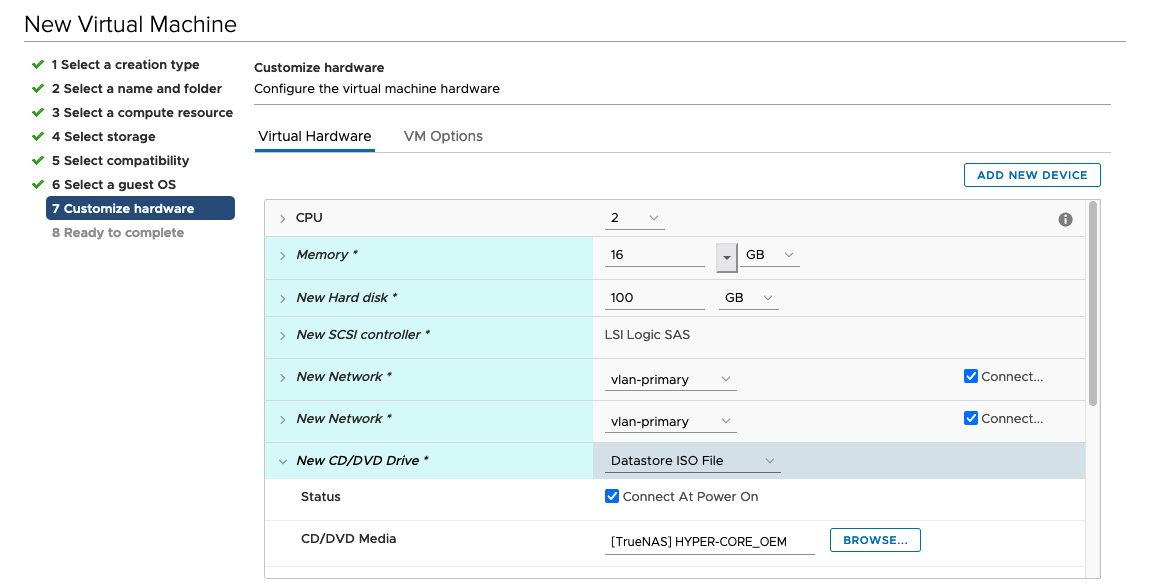 New Virtual Machine
1 Select a creation type
2 Select a name and folder
3 Select a compute resource
4 Select storage
5 Select compatibility
6 Select a guest OS
7 Customize hardware
8 Ready to complete
Customize hardware
Configure the virtual machine hardware
Virtual Hardware VM Options
ADD NEW DEVICE
CPU 2
Memory * 16 GB
New Hard disk * 100 GB
New SCSI controller * LSI Logic SAS
New Network * vlan-primary Connect...
New Network * vlan-primary Connect...
New CD/DVD Drive * Datastore ISO File
Status Connect At Power On
CD/DVD Media [TrueNAS] HYPER-CORE_OEM BROWSE...